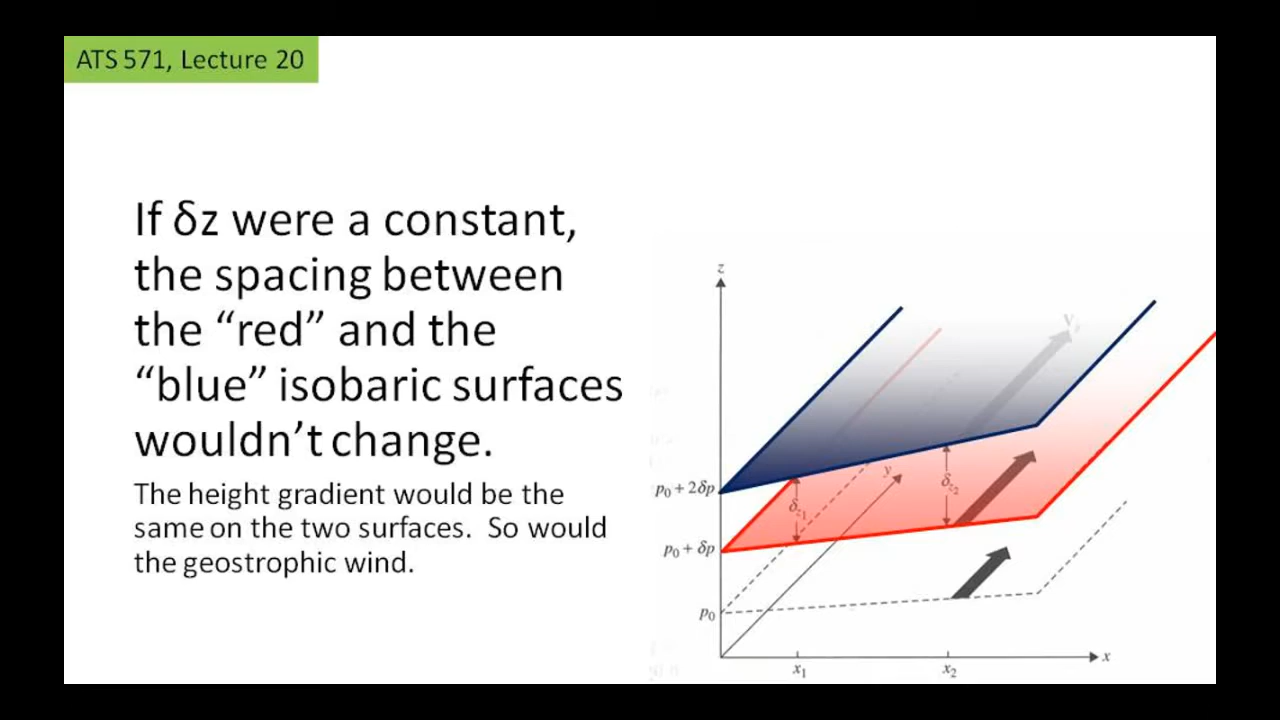 ATS 571, Lecture 20
If δz were a constant,
the spacing between
the “red” and the
“blue” isobaric surfaces
wouldn’t change.
The height gradient would be the
same on the two surfaces. So would
the geostrophic wind.
z
V
p₀ + 2δp
y
δz₁
δz₂
p₀ + δp
p₀
x
x₁
x₂